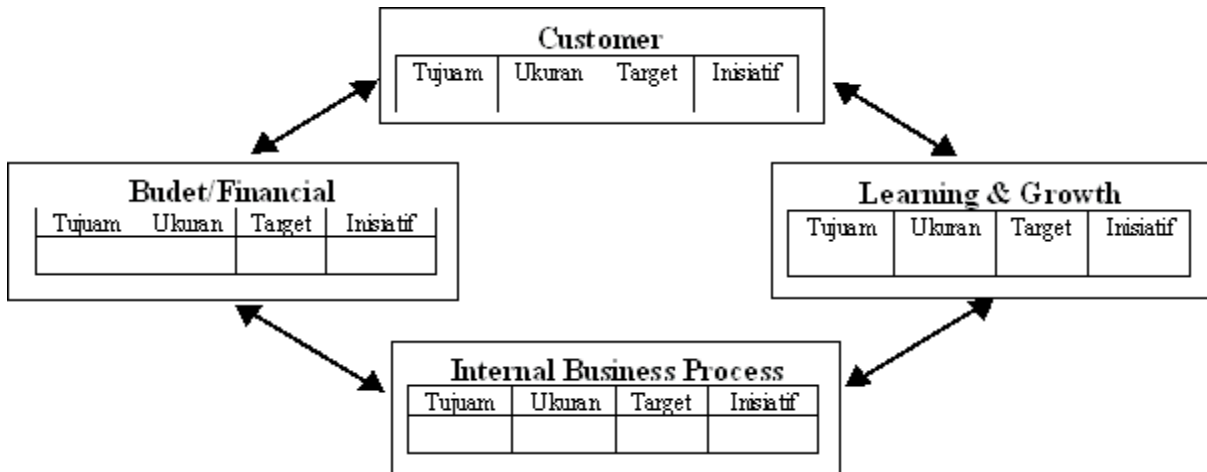 Customer
Tujuam Ukuran Target Inisiatif
Budet/Financial
Tujuam Ukuran Target Inisiatif
Learning & Growth
Tujuam Ukuran Target Inisiatif
Internal Business Process
Tujuam Ukuran Target Inisiatif